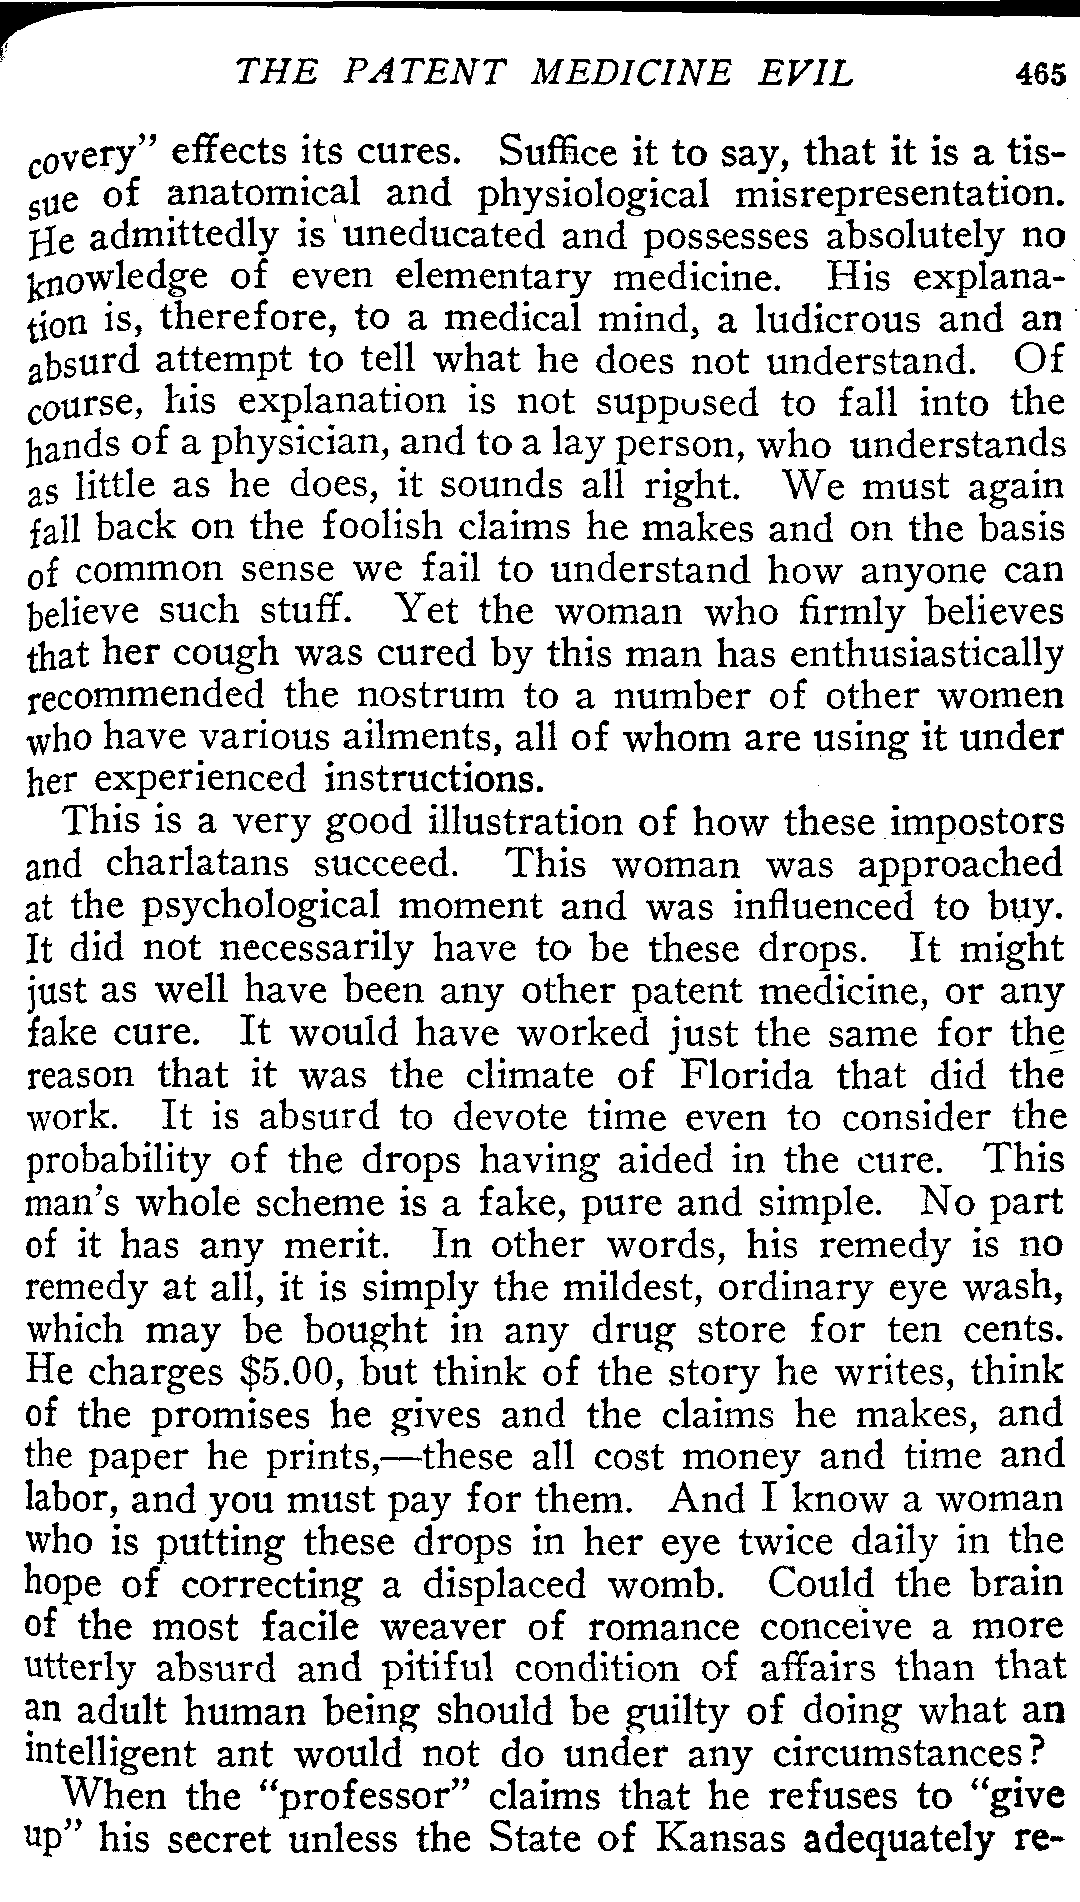 THE PATENT MEDICINE EVIL 465
covery" effects its cures. Suffice it to say, that it is a tis-
sue of anatomical and physiological misrepresentation.
He admittedly is uneducated and possesses absolutely no
knowledge of even elementary medicine. His explana-
tion is, therefore, to a medical mind, a ludicrous and an
absurd attempt to tell what he does not understand. Of
course, his explanation is not supposed to fall into the
hands of a physician, and to a lay person, who understands
as little as he does, it sounds all right. We must again
fall back on the foolish claims he makes and on the basis
of common sense we fail to understand how anyone can
believe such stuff. Yet the woman who firmly believes
that her cough was cured by this man has enthusiastically
recommended the nostrum to a number of other women
who have various ailments, all of whom are using it under
her experienced instructions.
This is a very good illustration of how these impostors
and charlatans succeed. This woman was approached
at the psychological moment and was influenced to buy.
It did not necessarily have to be these drops. It might
just as well have been any other patent medicine, or any
fake cure. It would have worked just the same for the
reason that it was the climate of Florida that did the
work. It is absurd to devote time even to consider the
probability of the drops having aided in the cure. This
man's whole scheme is a fake, pure and simple. No part
of it has any merit. In other words, his remedy is no
remedy at all, it is simply the mildest, ordinary eye wash,
which may be bought in any drug store for ten cents.
He charges $5.00, but think of the story he writes, think
of the promises he gives and the claims he makes, and
the paper he prints,—these all cost money and time and
labor, and you must pay for them. And I know a woman
who is putting these drops in her eye twice daily in the
hope of correcting a displaced womb. Could the brain
of the most facile weaver of romance conceive a more
utterly absurd and pitiful condition of affairs than that
an adult human being should be guilty of doing what an
intelligent ant would not do under any circumstances?
When the "professor" claims that he refuses to "give
up" his secret unless the State of Kansas adequately re-